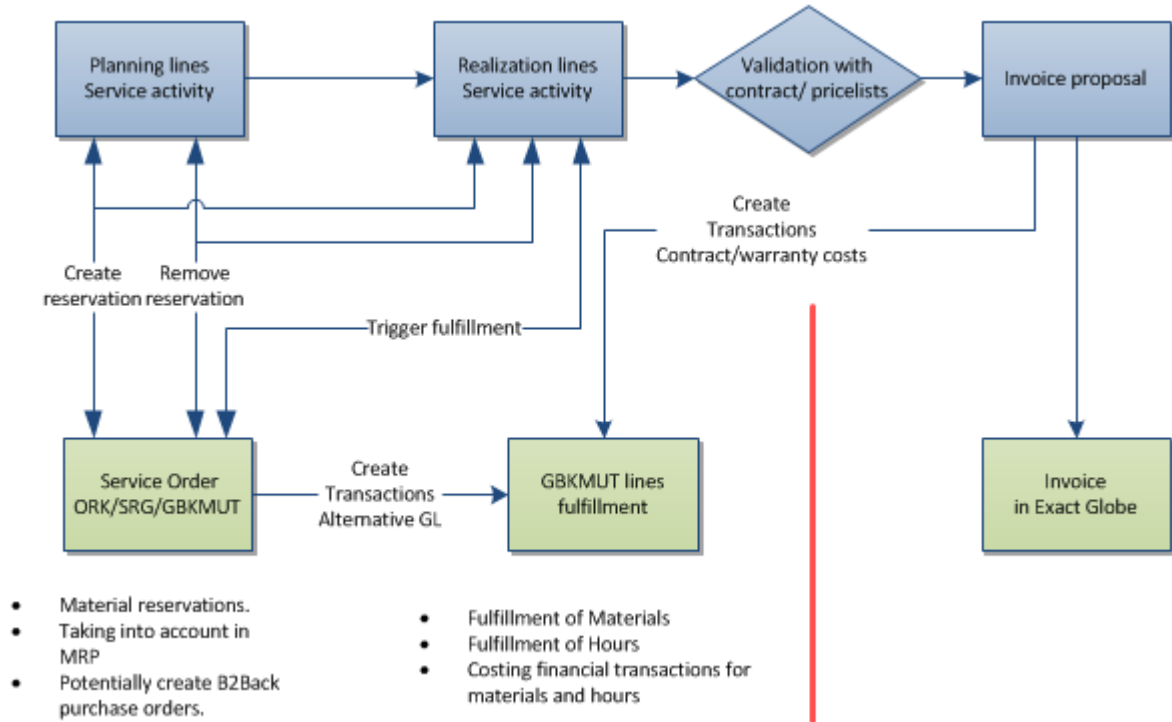 Planning lines
Service activity
Realization lines
Service activity
Validation with
contract/ pricelists
Invoice proposal
Create
Transactions
Contract/warranty costs
Create
reservation
Remove
reservation
Trigger fulfillment
Service Order
ORK/SRG/GBKMUT
Create
Transactions
Alternative GL
GBKMUT lines
fulfillment
Invoice
in Exact Globe
• Material reservations.
• Taking into account in
MRP
• Potentially create B2Back
purchase orders.
• Fulfillment of Materials
• Fulfillment of Hours
• Costing financial transactions for
materials and hours